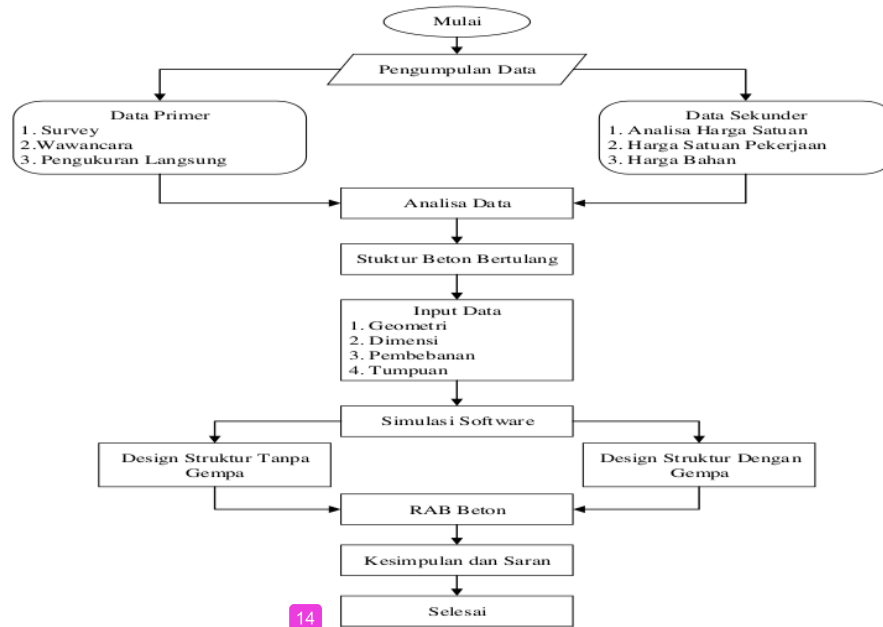 Mulai
Pengumpulan Data
Data Primer
1. Survey
2.Wawancara
3. Pengukuran Langsung
Data Sekunder
1. Analisa Harga Satuan
2. Harga Satuan Pekerjaan
3. Harga Bahan
Analisa Data
Stuktur Beton Bertulang
Input Data
1. Geometri
2. Dimensi
3. Pembebanan
4. Tumpuan
Simulasi Software
Design Struktur Tanpa
Gempa
Design Struktur Dengan
Gempa
RAB Beton
Kesimpulan dan Saran
14
Selesai